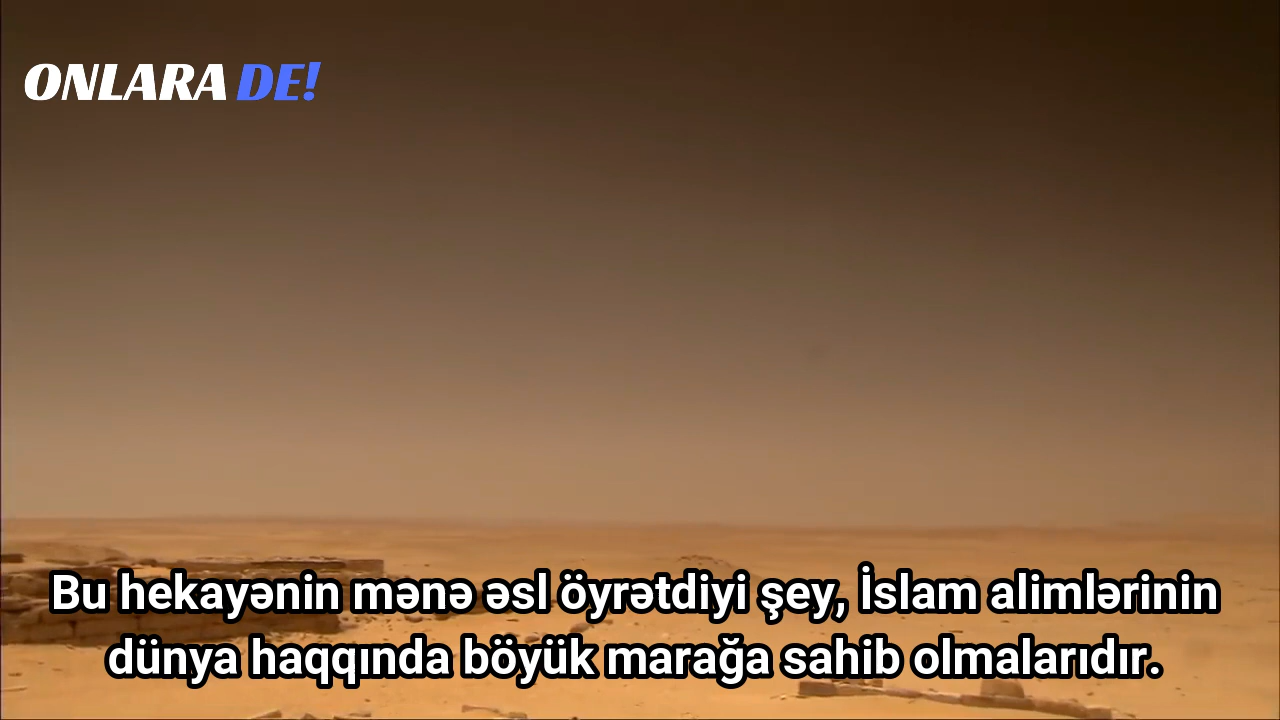 ONLARA DE!
Bu hekayənin mənə əsl öyrətdiyi şey, İslam alimlərinin
dünya haqqında böyük marağa sahib olmalarıdır.